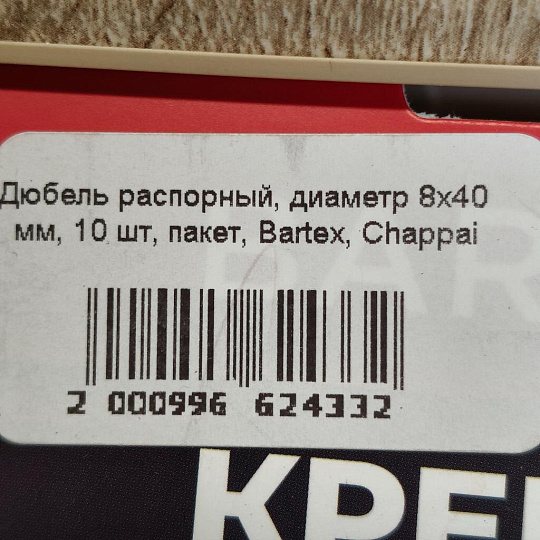 Дюбель распорный, диаметр 8х40
мм, 10 шт, пакет, Bartex, Chappai
2 000996 624332